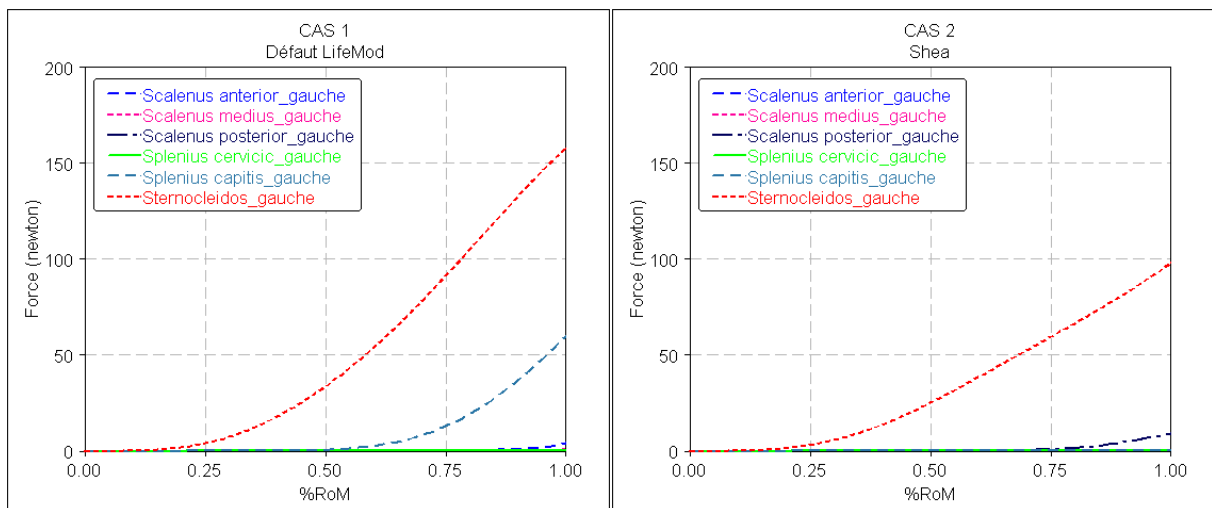 CAS 1
Défaut LifeMod
200
150
100
50
0
Force (newton)
Scalenus anterior_gauche
Scalenus medius_gauche
Scalenus posterior_gauche
Splenius cervicic_gauche
Splenius capitis_gauche
Sternocleidos_gauche
0.00 0.25 0.50 0.75 1.00
%RoM
CAS 2
Shea
200
150
100
50
0
Force (newton)
Scalenus anterior_gauche
Scalenus medius_gauche
Scalenus posterior_gauche
Splenius cervicic_gauche
Splenius capitis_gauche
Sternocleidos_gauche
0.00 0.25 0.50 0.75 1.00
%RoM